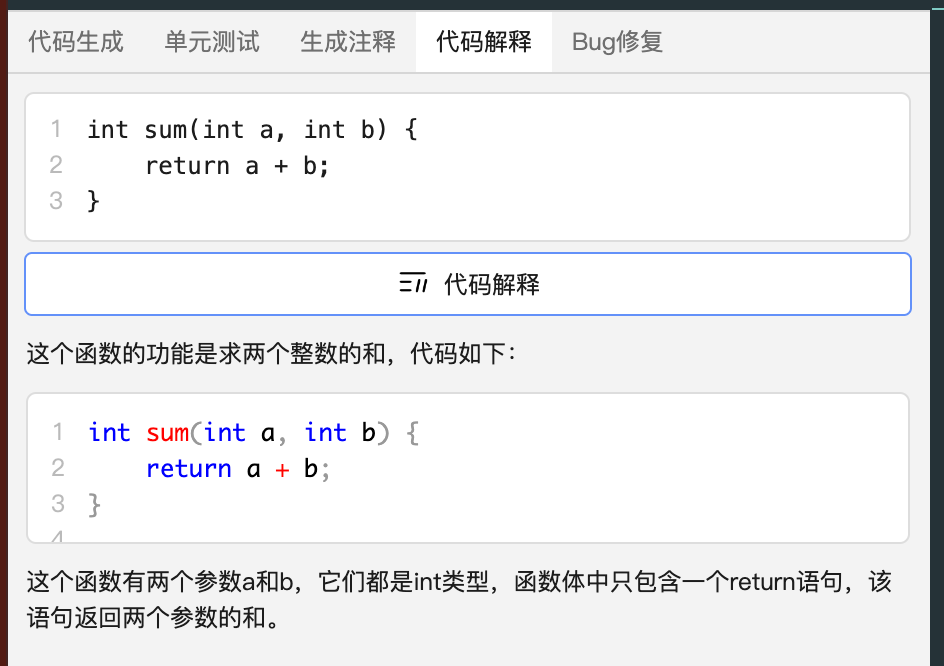 代码生成 单元测试 生成注释 代码解释 Bug修复
1 int sum(int a, int b) {
2     return a + b;
3 }
代码解释
这个函数的功能是求两个整数的和，代码如下：
1 int sum(int a, int b) {
2     return a + b;
3 }
4
这个函数有两个参数a和b，它们都是int类型，函数体中只包含一个return语句，该
语句返回两个参数的和。